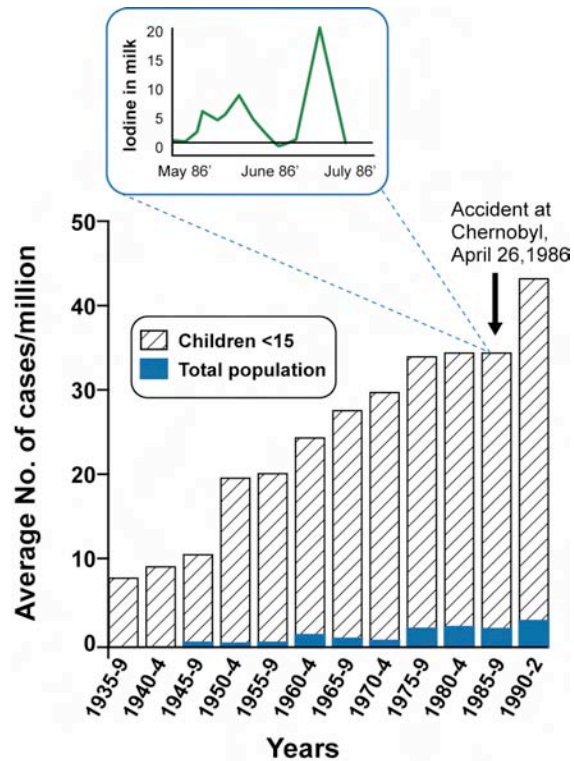 Iodine in milk
20
15
10
5
0
May 86'
June 86'
July 86'
Accident at
Chernobyl,
April 26,1986
Average No. of cases/million
50
40
30
20
10
0
Children <15
Total population
1935-9
1940-4
1945-9
1950-4
1955-9
1960-4
1965-9
1970-4
1975-9
1980-4
1985-9
1990-2
Years